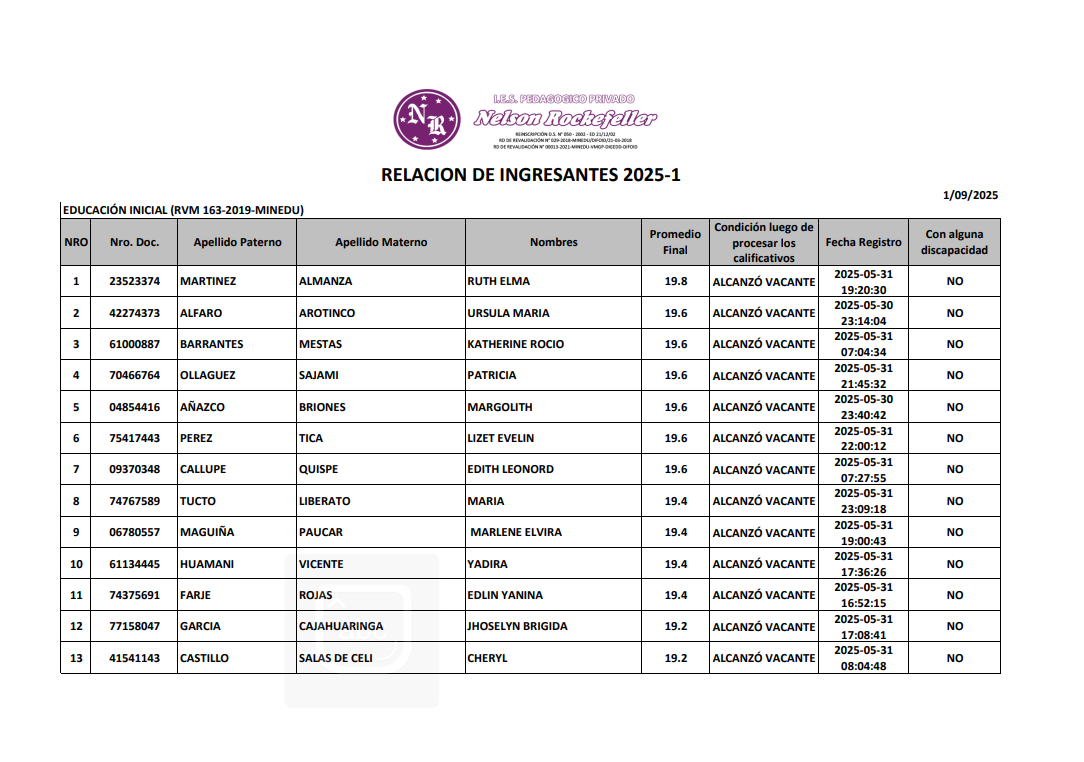 NR
I.E.S. PEDAGOGICO PRIVADO
Nelson Rockefeller
REINSCRIPCIÓN D.S. N° 050 - 2002 - ED 21/12/02
RD DE REVALIDACIÓN N° 029-2018-MINEDU/DIFOID/21-03-2018
RD DE REVALIDACIÓN N° 00013-2021-MINEDU-VMGP-DIGEDD-DIFOID
RELACION DE INGRESANTES 2025-1
1/09/2025
EDUCACIÓN INICIAL (RVM 163-2019-MINEDU)
NRO Nro. Doc. Apellido Paterno Apellido Materno Nombres Promedio Final Condición luego de procesar los calificativos Fecha Registro Con alguna discapacidad
1 23523374 MARTINEZ ALMANZA RUTH ELMA 19.8 ALCANZÓ VACANTE 2025-05-31 19:20:30 NO
2 42274373 ALFARO AROTINCO URSULA MARIA 19.6 ALCANZÓ VACANTE 2025-05-30 23:14:04 NO
3 61000887 BARRANTES MESTAS KATHERINE ROCIO 19.6 ALCANZÓ VACANTE 2025-05-31 07:04:34 NO
4 70466764 OLLAGUEZ SAJAMI PATRICIA 19.6 ALCANZÓ VACANTE 2025-05-31 21:45:32 NO
5 04854416 AÑAZCO BRIONES MARGOLITH 19.6 ALCANZÓ VACANTE 2025-05-30 23:40:42 NO
6 75417443 PEREZ TICA LIZET EVELIN 19.6 ALCANZÓ VACANTE 2025-05-31 22:00:12 NO
7 09370348 CALLUPE QUISPE EDITH LEONORD 19.6 ALCANZÓ VACANTE 2025-05-31 07:27:55 NO
8 74767589 TUCTO LIBERATO MARIA 19.4 ALCANZÓ VACANTE 2025-05-31 23:09:18 NO
9 06780557 MAGUIÑA PAUCAR MARLENE ELVIRA 19.4 ALCANZÓ VACANTE 2025-05-31 19:00:43 NO
10 61134445 HUAMANI VICENTE YADIRA 19.4 ALCANZÓ VACANTE 2025-05-31 17:36:26 NO
11 74375691 FARJE ROJAS EDLIN YANINA 19.4 ALCANZÓ VACANTE 2025-05-31 16:52:15 NO
12 77158047 GARCIA CAJAHUARINGA JHOSELYN BRIGIDA 19.2 ALCANZÓ VACANTE 2025-05-31 17:08:41 NO
13 41541143 CASTILLO SALAS DE CELI CHERYL 19.2 ALCANZÓ VACANTE 2025-05-31 08:04:48 NO